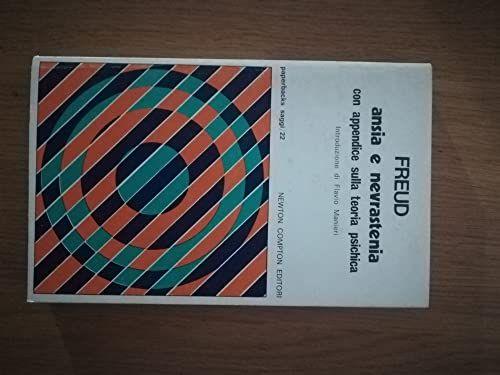 FREUD
ansia e nevrastenia
con appendice sulla teoria psichica
Introduzione di Flavio Manieri
NEWTON COMPTON EDITORI
paperbacks saggi/22